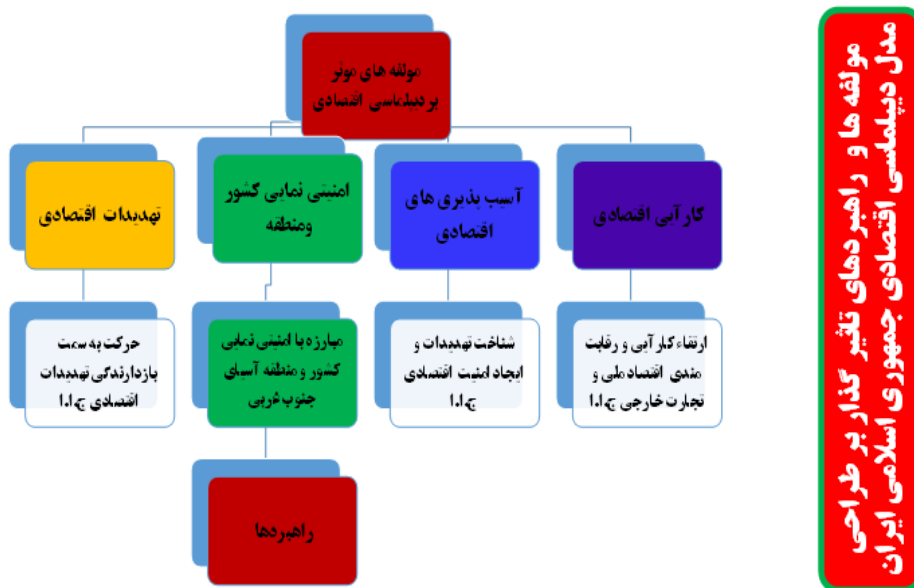 مولفه ها و راهبردهای تاثیر گذار بر طراحی
مدل دیپلماسی اقتصادی جمهوری اسلامی ایران
مولفه های موثر
بردیپلماسی اقتصادی
کارآیی اقتصادی
آسیب پذیری های
اقتصادی
امنیتی نمایی کشور
ومنطقه
تهدیدات اقتصادی
ارتقاء کارآیی و رقابت
مندی اقتصاد ملی و
تجارت خارجی ج.ا.ا
شناخت تهدیدات و
ایجاد امنیت اقتصادی
ج.ا.ا
مبارزه با امنیتی نمایی
کشور و منطقه آسیای
جنوب غربی
حرکت به سمت
بازدارندگی تهدیدات
اقتصادی ج.ا.ا
راهبردها